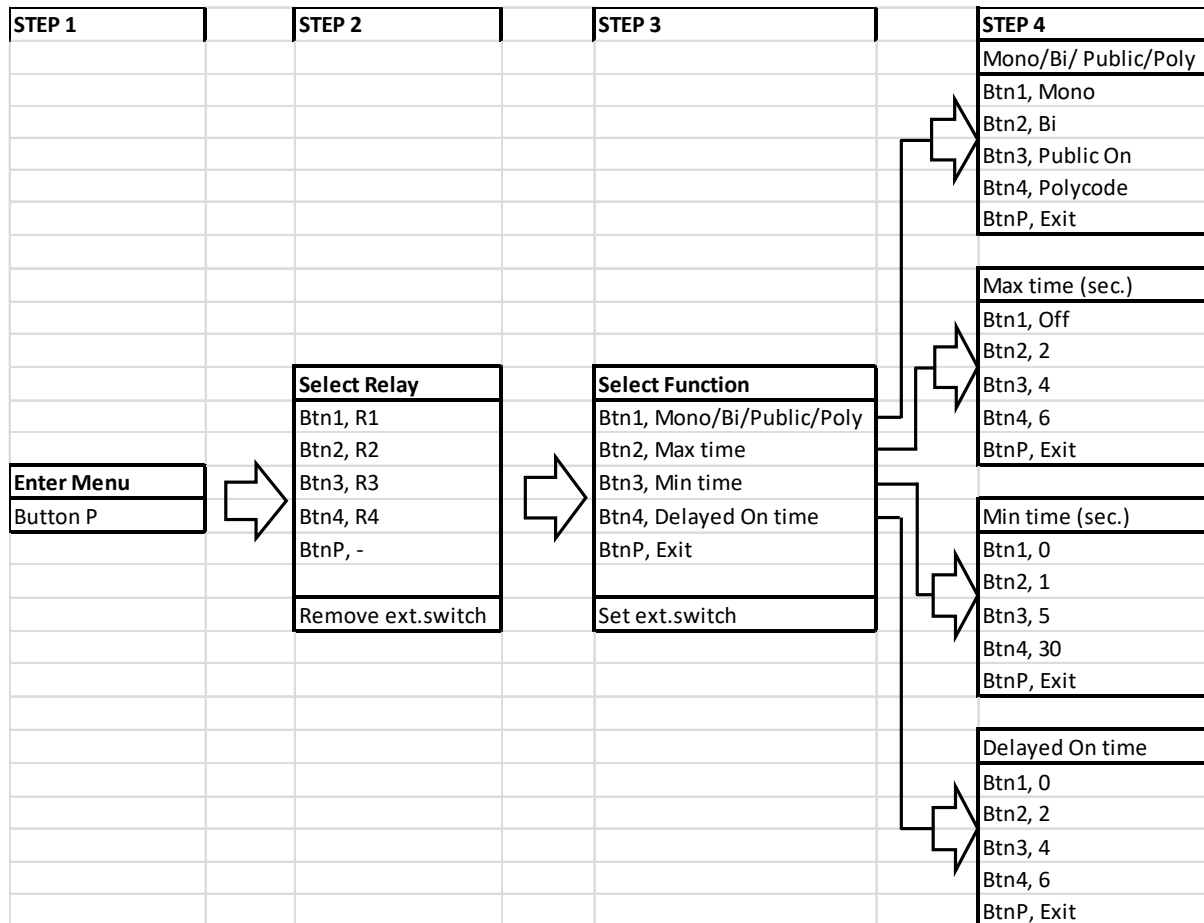 STEP 1
STEP 2
STEP 3
STEP 4
Mono/Bi/ Public/Poly
Btn1, Mono
Btn2, Bi
Btn3, Public On
Btn4, Polycode
BtnP, Exit
Max time (sec.)
Btn1, Off
Btn2, 2
Btn3, 4
Btn4, 6
BtnP, Exit
Enter Menu
Button P
Select Relay
Btn1, R1
Btn2, R2
Btn3, R3
Btn4, R4
BtnP, -
Remove ext.switch
Select Function
Btn1, Mono/Bi/Public/Poly
Btn2, Max time
Btn3, Min time
Btn4, Delayed On time
BtnP, Exit
Set ext.switch
Min time (sec.)
Btn1, 0
Btn2, 1
Btn3, 5
Btn4, 30
BtnP, Exit
Delayed On time
Btn1, 0
Btn2, 2
Btn3, 4
Btn4, 6
BtnP, Exit